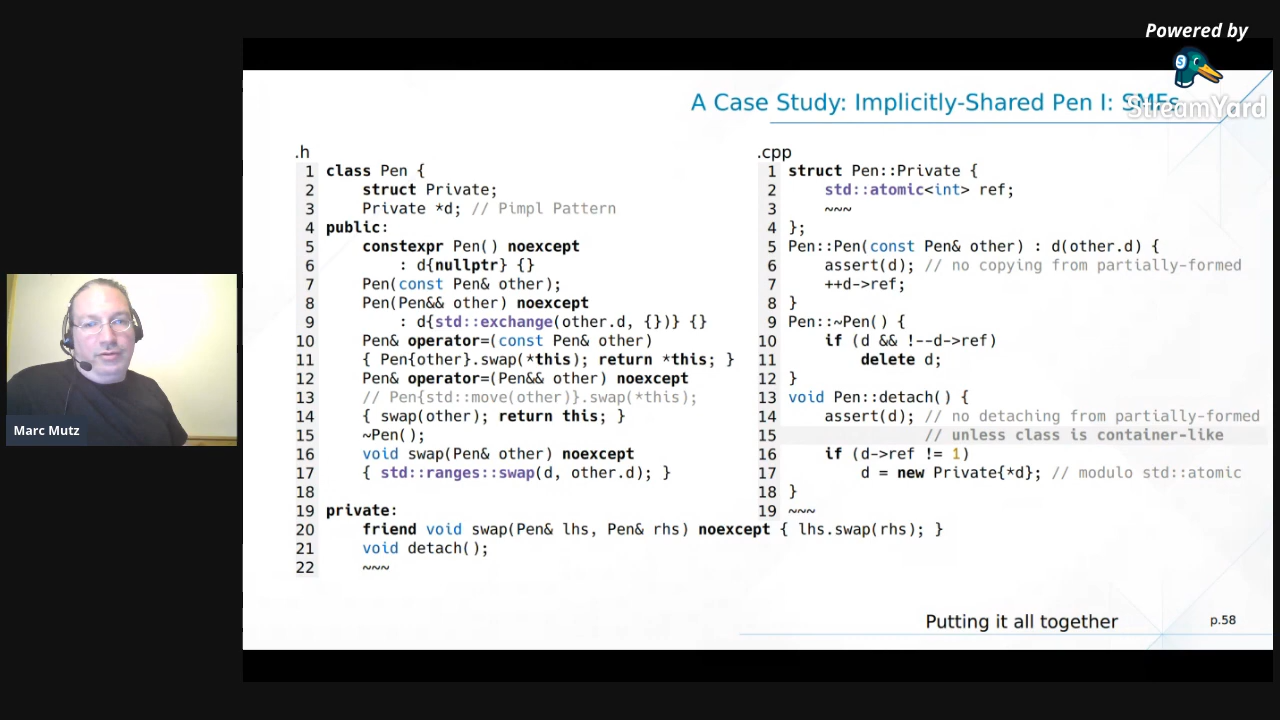 Powered by
StreamYard
A Case Study: Implicitly-Shared Pen I: SMFs
.h
1 class Pen {
2     struct Private;
3     Private *d; // Pimpl Pattern
4 public:
5     constexpr Pen() noexcept
6         : d{nullptr} {}
7     Pen(const Pen& other);
8     Pen(Pen&& other) noexcept
9         : d{std::exchange(other.d, {})} {}
10     Pen& operator=(const Pen& other)
11     { Pen{other}.swap(*this); return *this; }
12     Pen& operator=(Pen&& other) noexcept
13     // Pen{std::move(other)}.swap(*this);
14     { swap(other); return this; }
15     ~Pen();
16     void swap(Pen& other) noexcept
17     { std::ranges::swap(d, other.d); }
18
19 private:
20     friend void swap(Pen& lhs, Pen& rhs) noexcept { lhs.swap(rhs); }
21     void detach();
22     ~~~
.cpp
1 struct Pen::Private {
2     std::atomic<int> ref;
3     ~~~
4 };
5 Pen::Pen(const Pen& other) : d(other.d) {
6     assert(d); // no copying from partially-formed
7     ++d->ref;
8 }
9 Pen::~Pen() {
10     if (d && !--d->ref)
11         delete d;
12 }
13 void Pen::detach() {
14     assert(d); // no detaching from partially-formed
15                // unless class is container-like
16     if (d->ref != 1)
17         d = new Private{*d}; // modulo std::atomic
18 }
19 ~~~
Marc Mutz
Putting it all together
p.58